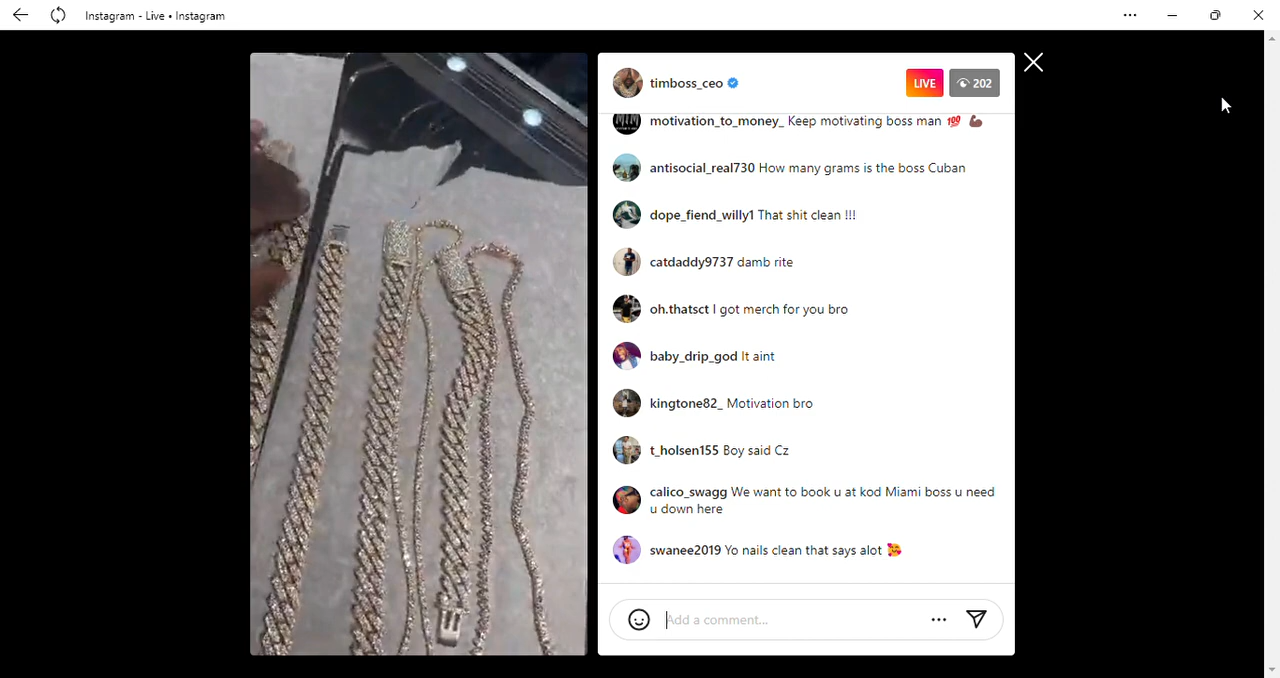 Instagram - Live • Instagram
timboss_ceo
LIVE 202
motivation_to_money_ Keep motivating boss man 💯 💪🏾
antisocial_real730 How many grams is the boss Cuban
dope_fiend_willy1 That shit clean !!!
catdaddy9737 damb rite
oh.thatsct I got merch for you bro
baby_drip_god It aint
kingtone82_ Motivation bro
t_holsen155 Boy said Cz
calico_swagg We want to book u at kod Miami boss u need
u down here
swanee2019 Yo nails clean that says alot 🥰
Add a comment...